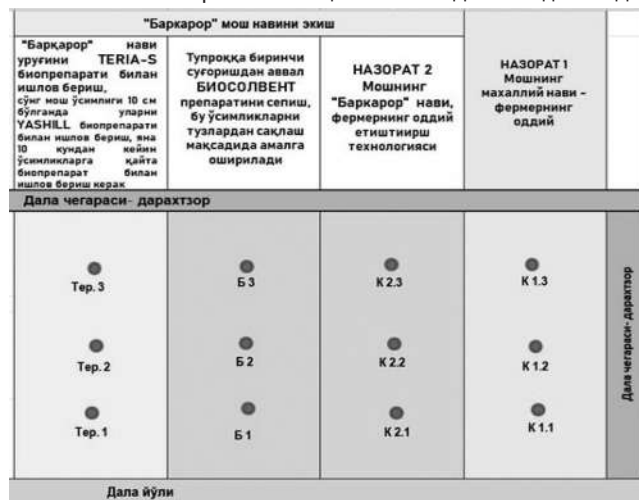 "Баркарор" мош навини экиш
"Барқарор" нави
уруғини TERIA-S
биопрепарати билан
ишлов бериш,
сўнг мош ўсимлиги 10 см
бўлганда уларни
YASHILL биопрепарати
билан ишлов бериш, яна
10 кундан кейин
ўсимликларга қайта
биопрепарат билан
ишлов бериш керак
Тупроққа биринчи
суғоришдан аввал
БИОСОЛВЕНТ
препаратини сепиш,
бу ўсимликларни
тузлардан сақлаш
мақсадида амалга
оширилади
НАЗОРАТ 2
Мошнинг
"Баркарор" нави,
фермернинг оддий
етиштиирш
технологияси
НАЗОРАТ 1
Мошнинг
махаллий нави -
фермернинг
оддий
Дала чегараси- дарахтзор
Тер. 3
Б 3
К 2.3
К 1.3
Тер. 2
Б 2
К 2.2
К 1.2
Тер. 1
Б 1
К 2.1
К 1.1
Дала чегараси- дарахтзор
Дала йўли